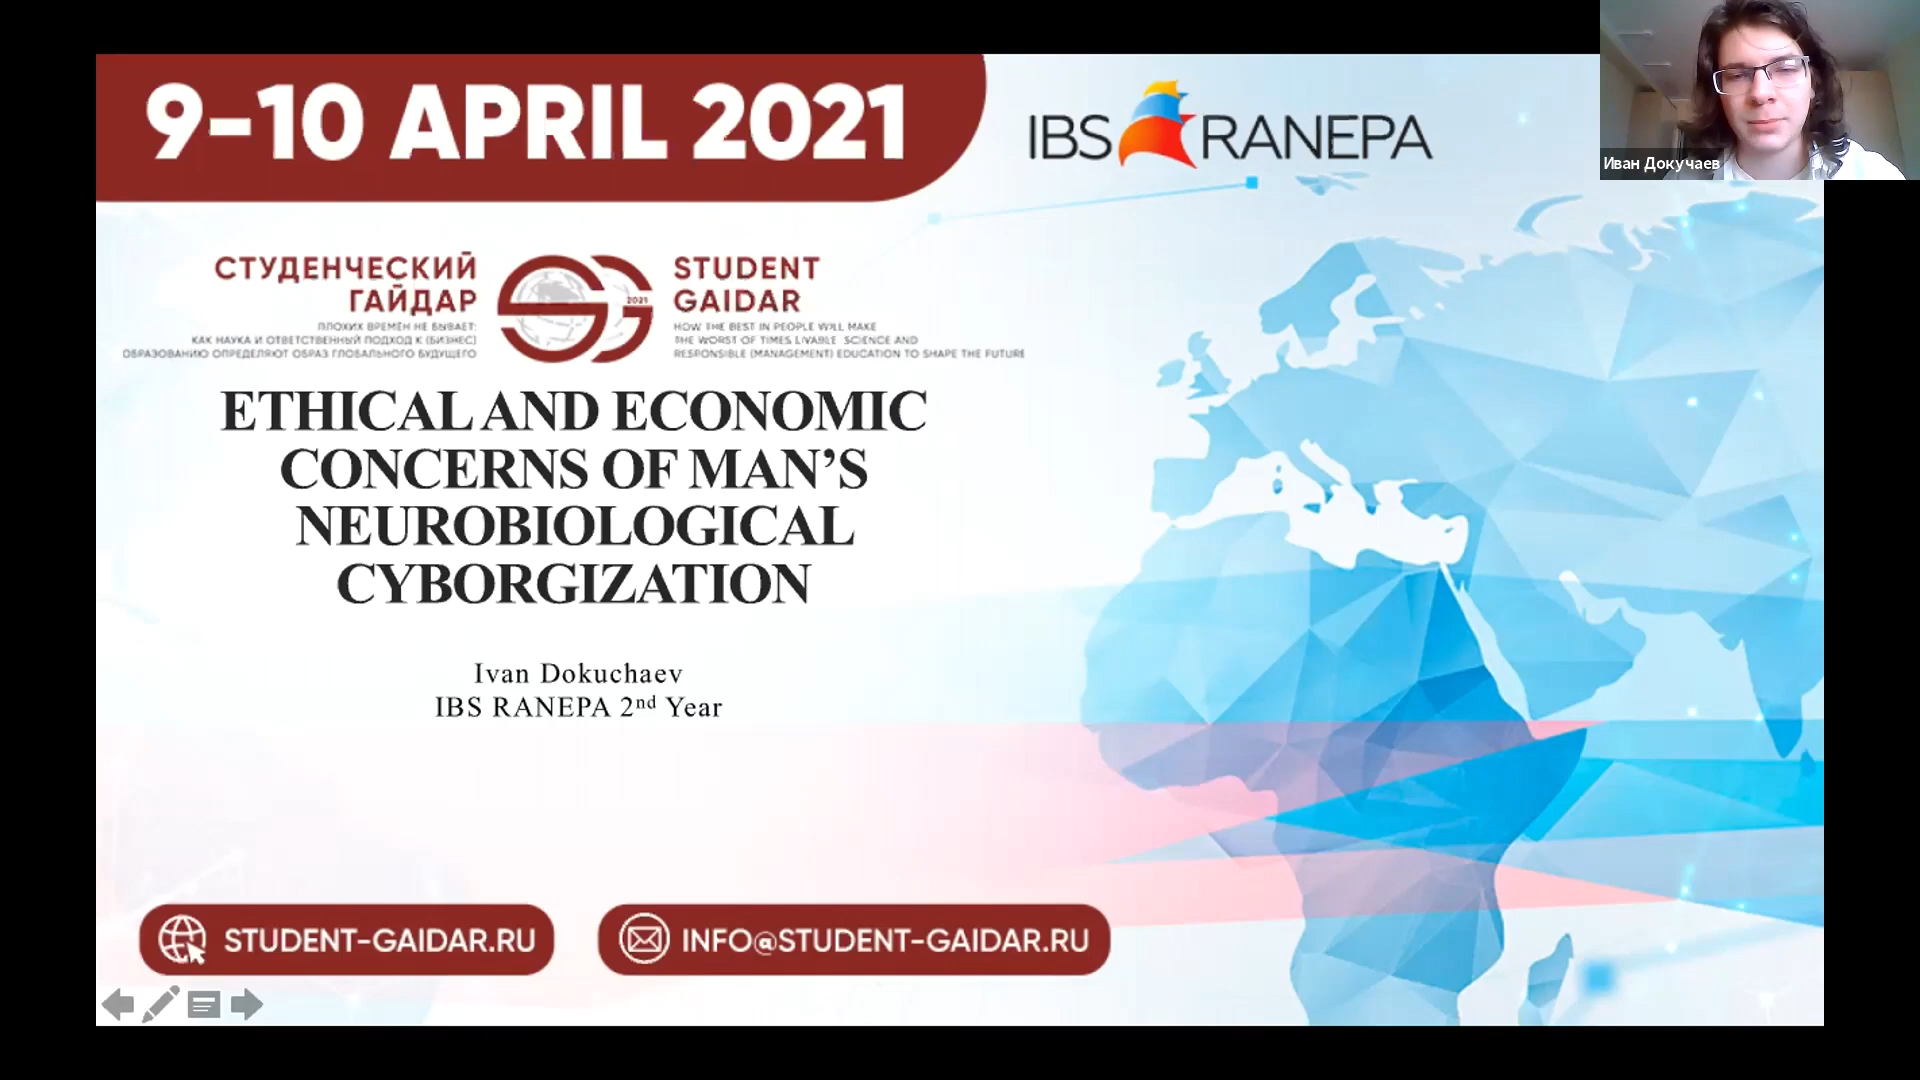 9-10 APRIL 2021
IBS RANEPA
Иван Докучаев
СТУДЕНЧЕСКИЙ
ГАЙДАР
ПЛОХИХ ВРЕМЁН НЕ БЫВАЕТ:
КАК НАУКА И ОТВЕТСТВЕННЫЙ ПОДХОД К (БИЗНЕС)
ОБРАЗОВАНИЮ ОПРЕДЕЛЯЮТ ОБРАЗ ГЛОБАЛЬНОГО БУДУЩЕГО
2021
STUDENT
GAIDAR
HOW THE BEST IN PEOPLE WILL MAKE
THE WORST OF TIMES LIVABLE SCIENCE AND
RESPONSIBLE (MANAGEMENT) EDUCATION TO SHAPE THE FUTURE
ETHICAL AND ECONOMIC
CONCERNS OF MAN’S
NEUROBIOLOGICAL
CYBORGIZATION
Ivan Dokuchaev
IBS RANEPA 2nd Year
STUDENT-GAIDAR.RU
INFO@STUDENT-GAIDAR.RU